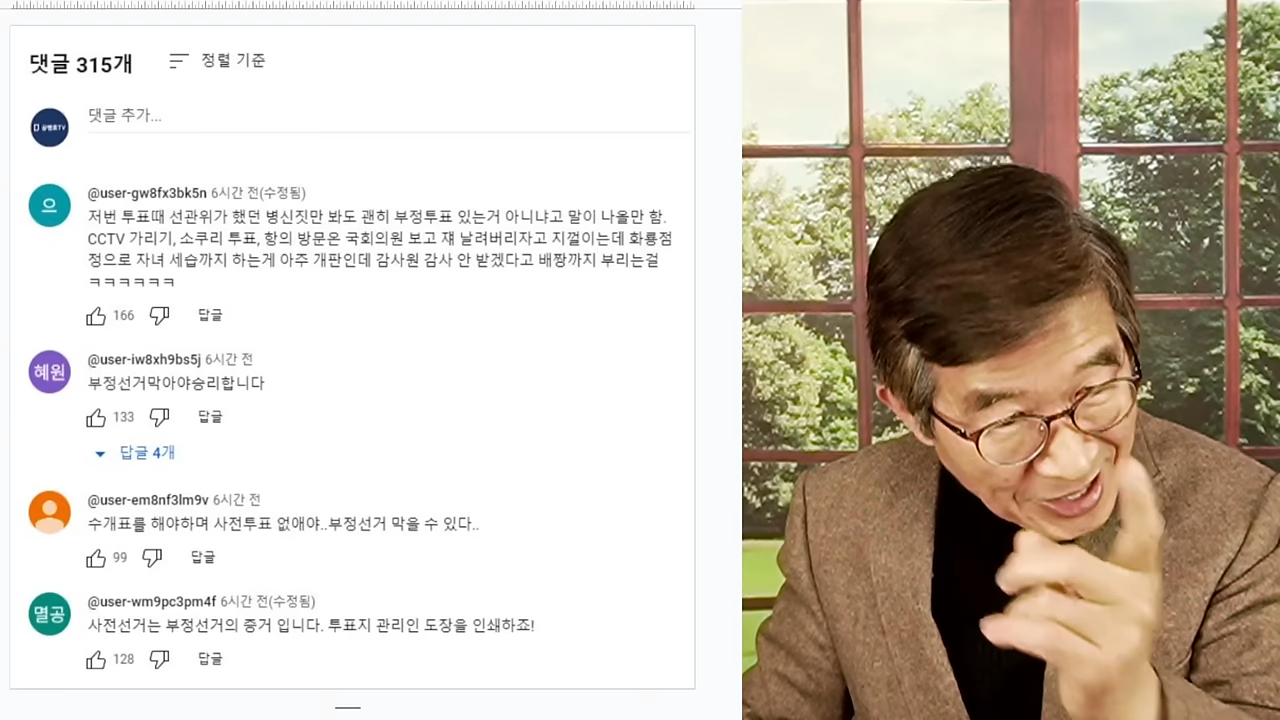 댓글 315개
정렬 기준
댓글 추가...
@user-gw8fx3bk5n 6시간 전(수정됨)
으
저번 투표때 선관위가 했던 병신짓만 봐도 괜히 부정투표 있는거 아니냐고 말이 나올만 함.
CCTV 가리기, 소쿠리 투표, 항의 방문온 국회의원 보고 쟤 날려버리자고 지껄이는데 화룡점
정으로 자녀 세습까지 하는게 아주 개판인데 감사원 감사 안 받겠다고 배짱까지 부리는걸
ㅋㅋㅋㅋㅋㅋ
166
답글
@user-iw8xh9bs5j 6시간 전
혜원
부정선거막아야승리합니다
133
답글
답글 4개
@user-em8nf3lm9v 6시간 전
수개표를 해야하며 사전투표 없애야..부정선거 막을 수 있다..
99
답글
@user-wm9pc3pm4f 6시간 전(수정됨)
멸공
사전선거는 부정선거의 증거 입니다. 투표지 관리인 도장을 인쇄하죠!
128
답글